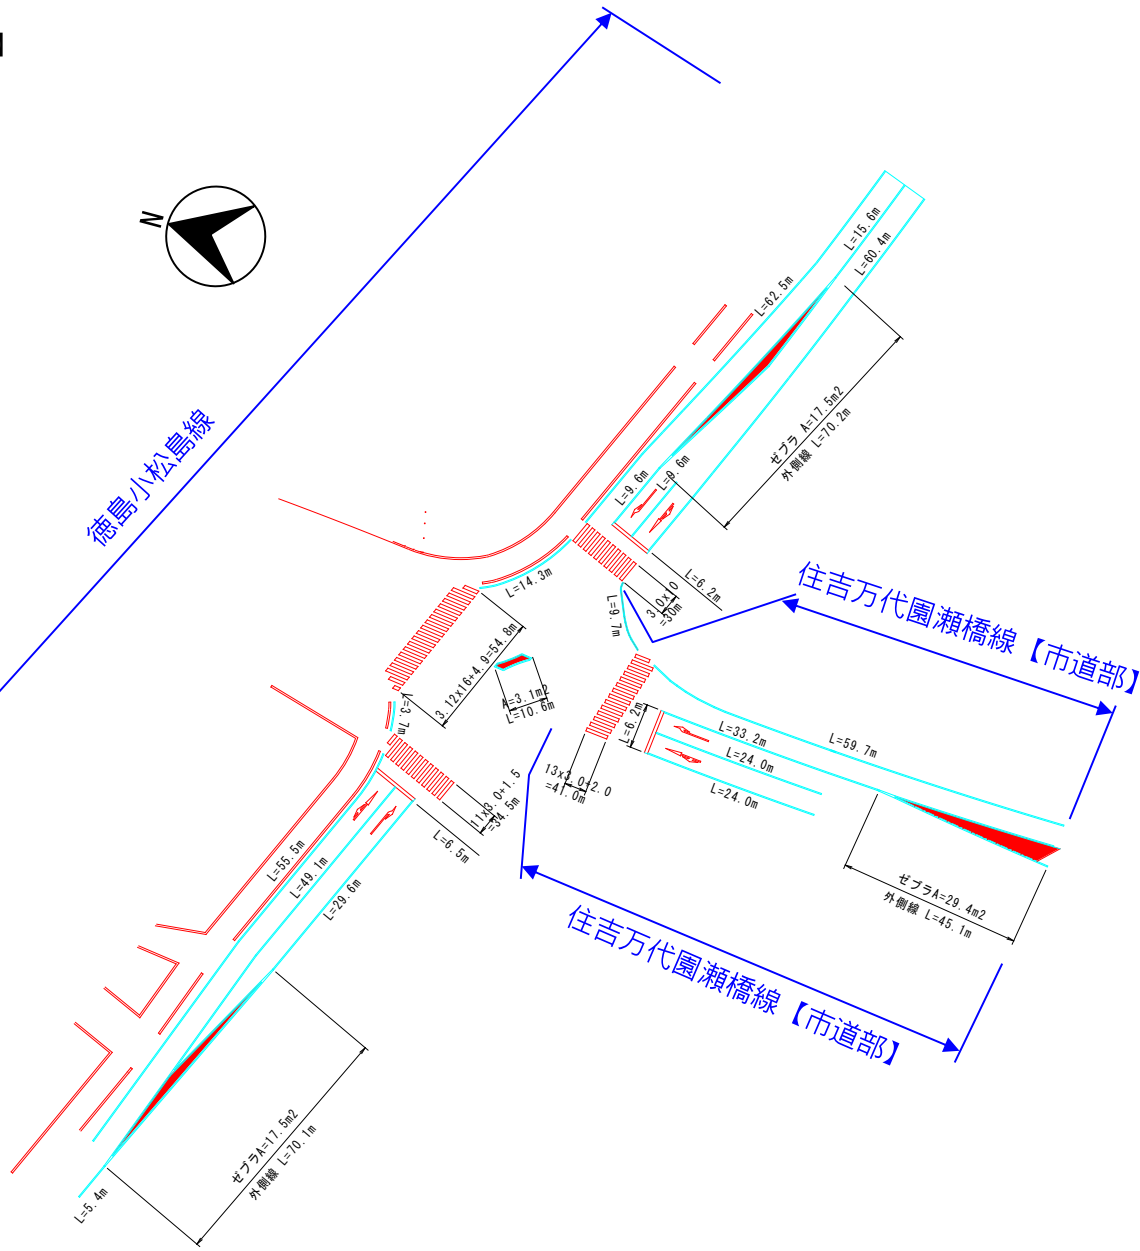 N
徳島小松島線
L=15.6m
L=60.4m
L=62.5m
ゼブラ A=17.5m2
外側線 L=70.2m
L=9.6m
L=9.6m
L=6.2m
3.0x10
=30m
L=14.3m
L=9.7m
住吉万代園瀬橋線【市道部】
3.12x16+4.9=54.8m
A=3.1m2
L=10.6m
L=3.7m
L=6.2m
L=33.2m
L=59.7m
L=24.0m
L=24.0m
13x3.0+2.0
=41.0m
11x3.0+1.5
=34.5m
L=6.5m
L=55.5m
L=49.1m
L=29.6m
ゼブラA=29.4m2
外側線 L=45.1m
住吉万代園瀬橋線【市道部】
ゼブラA=17.5m2
外側線 L=70.1m
L=5.4m